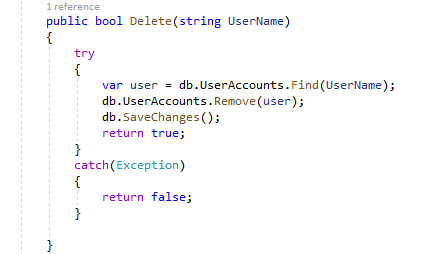 1 reference
public bool Delete(string UserName)
{
try
{
var user = db.UserAccounts.Find(UserName);
db.UserAccounts.Remove(user);
db.SaveChanges();
return true;
}
catch(Exception)
{
return false;
}
}